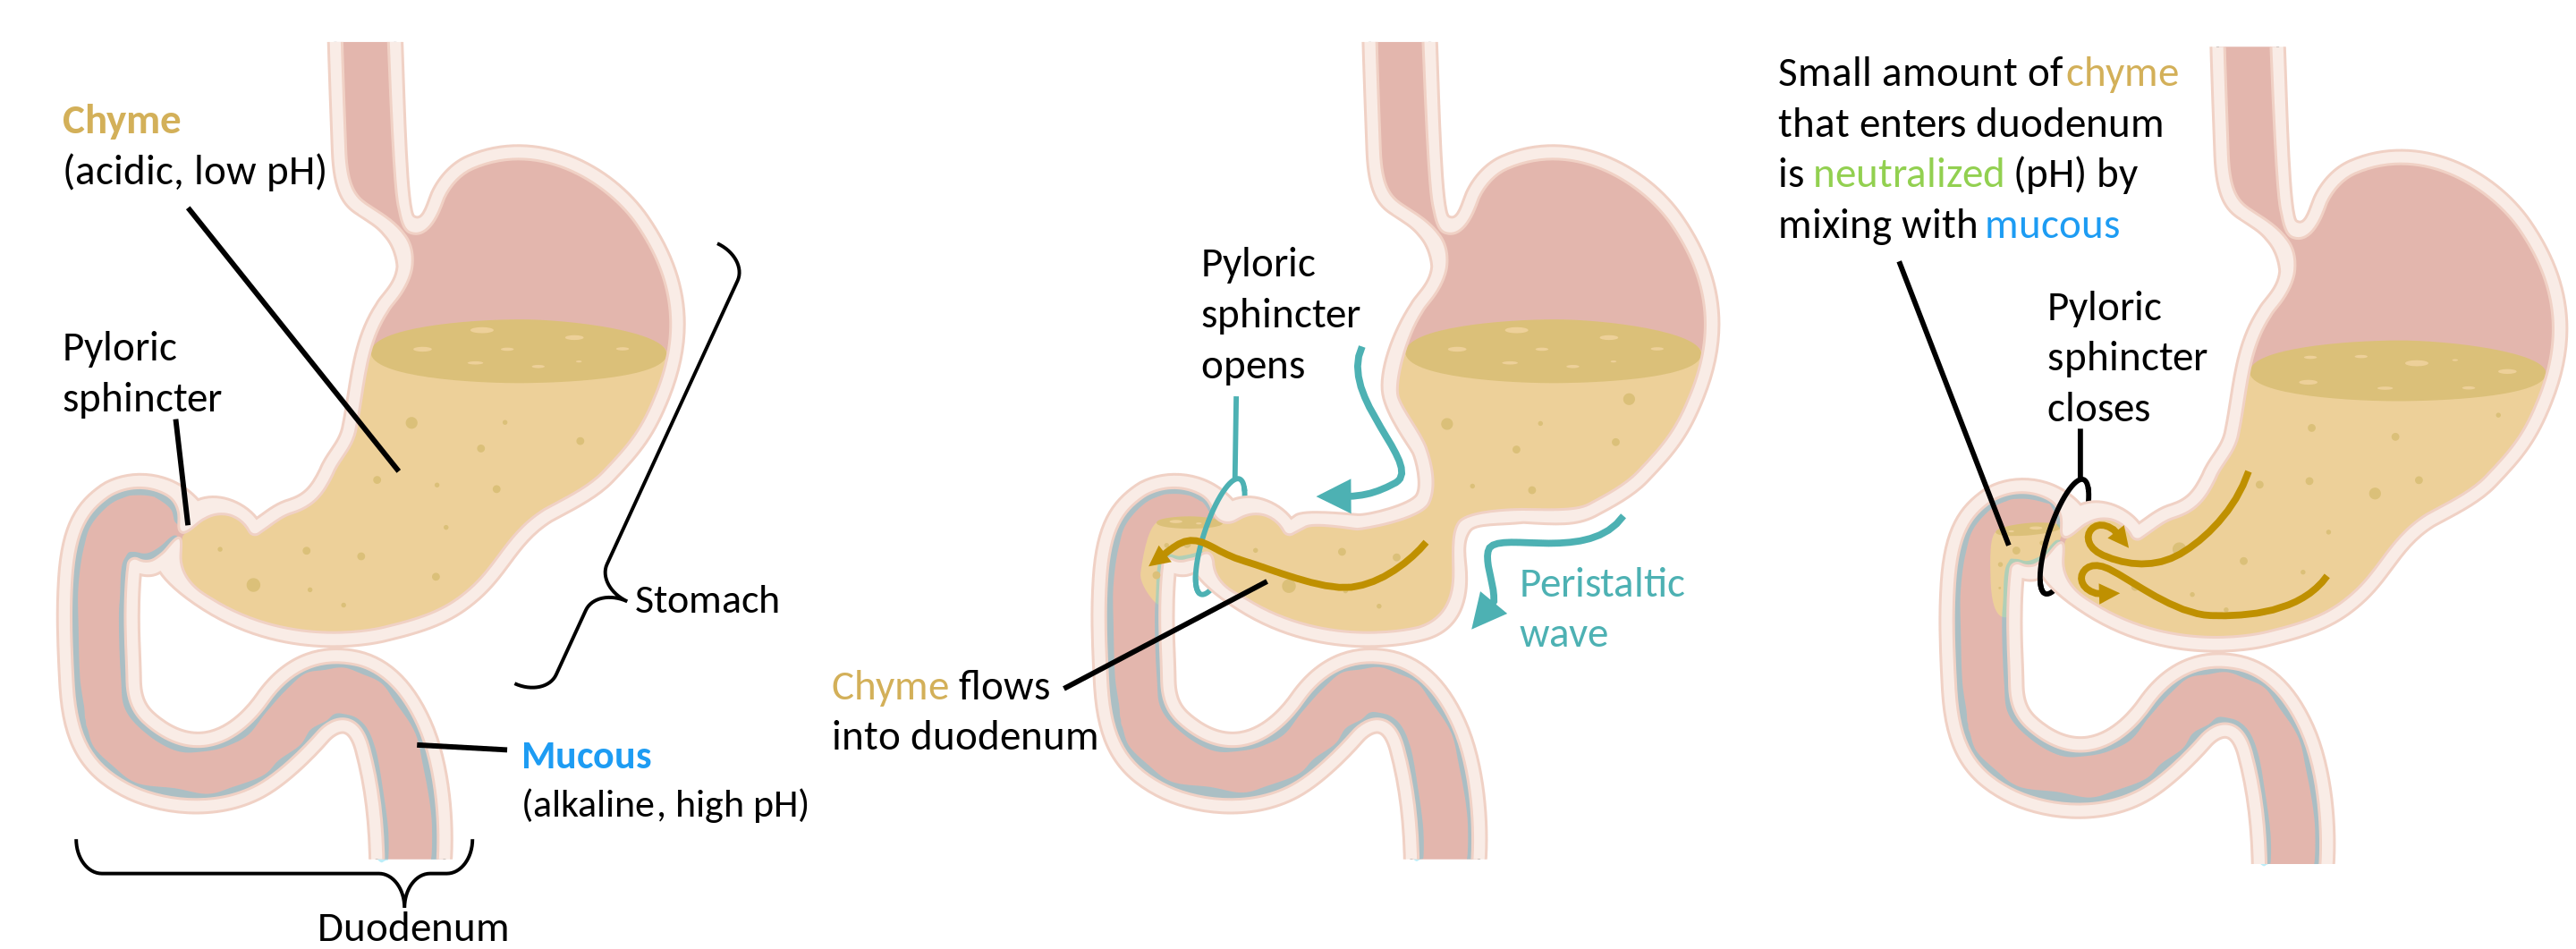 Chyme
(acidic, low pH)
Pyloric
sphincter
Stomach
Mucous
(alkaline, high pH)
Duodenum
Pyloric
sphincter
opens
Peristaltic
wave
Chyme flows
into duodenum
Small amount of chyme
that enters duodenum
is neutralized (pH) by
mixing with mucous
Pyloric
sphincter
closes